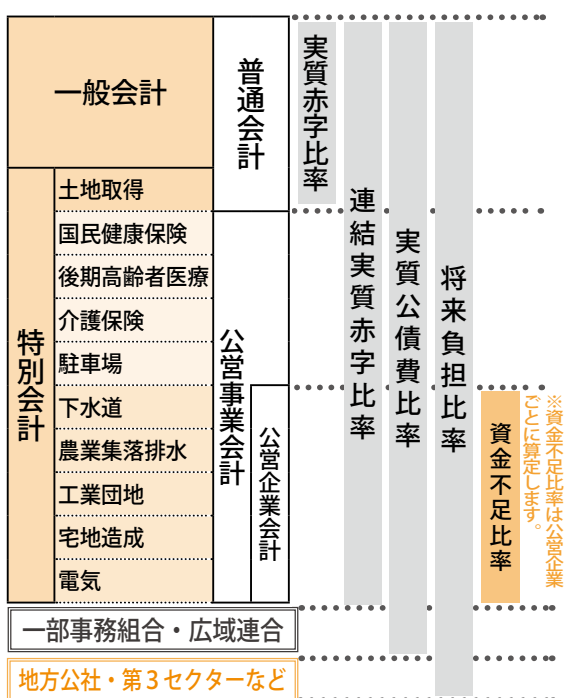 一般会計
普通会計
特別会計
土地取得
国民健康保険
後期高齢者医療
介護保険
駐車場
下水道
農業集落排水
工業団地
宅地造成
電気
公営事業会計
公営企業会計
実質赤字比率
連結実質赤字比率
実質公債費比率
将来負担比率
資金不足比率
※資金不足比率は公営企業
ごとに算定します。
一部事務組合・広域連合
地方公社・第3セクターなど